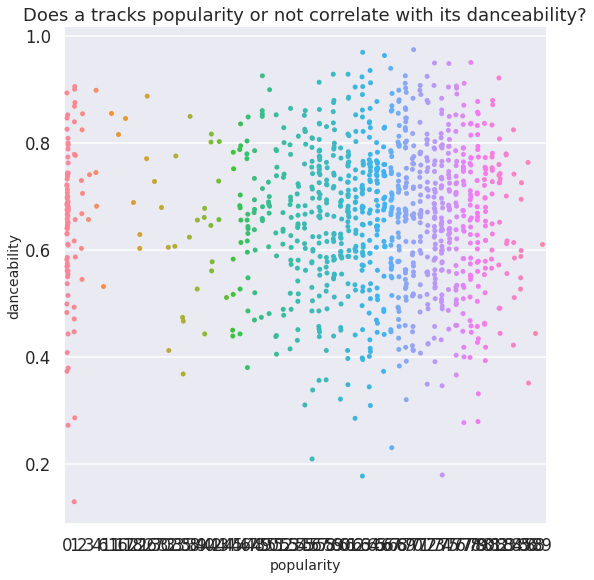 Does a tracks popularity or not correlate with its danceability?
1.0
0.8
0.6
0.4
0.2
danceability
popularity